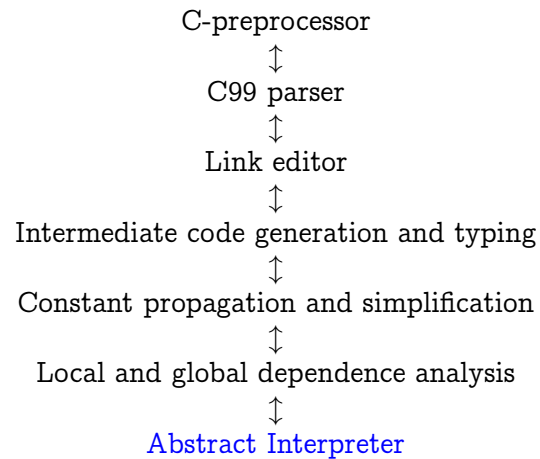 C-preprocessor
↕
C99 parser
↕
Link editor
↕
Intermediate code generation and typing
↕
Constant propagation and simplification
↕
Local and global dependence analysis
↕
Abstract Interpreter